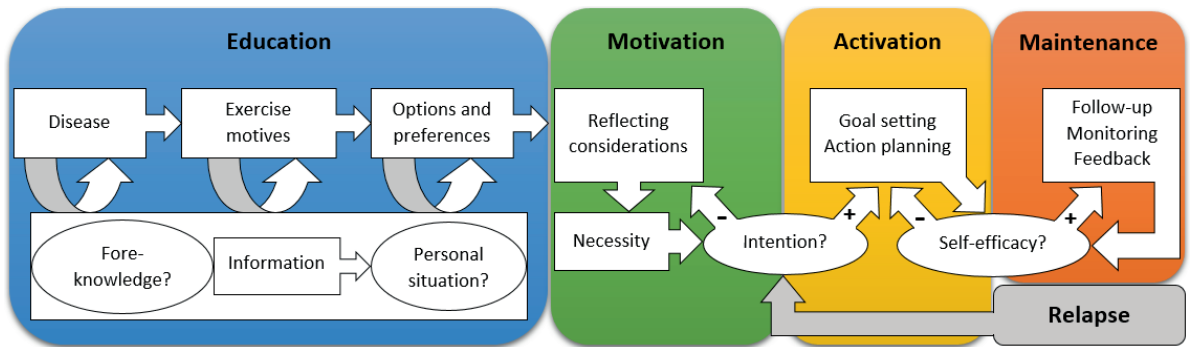 Education
Motivation
Activation
Maintenance
Disease
Exercise
motives
Options and
preferences
Fore-
knowledge?
Information
Personal
situation?
Reflecting
considerations
Necessity
-
Intention?
+
Goal setting
Action planning
-
Self-efficacy?
+
Follow-up
Monitoring
Feedback
Relapse